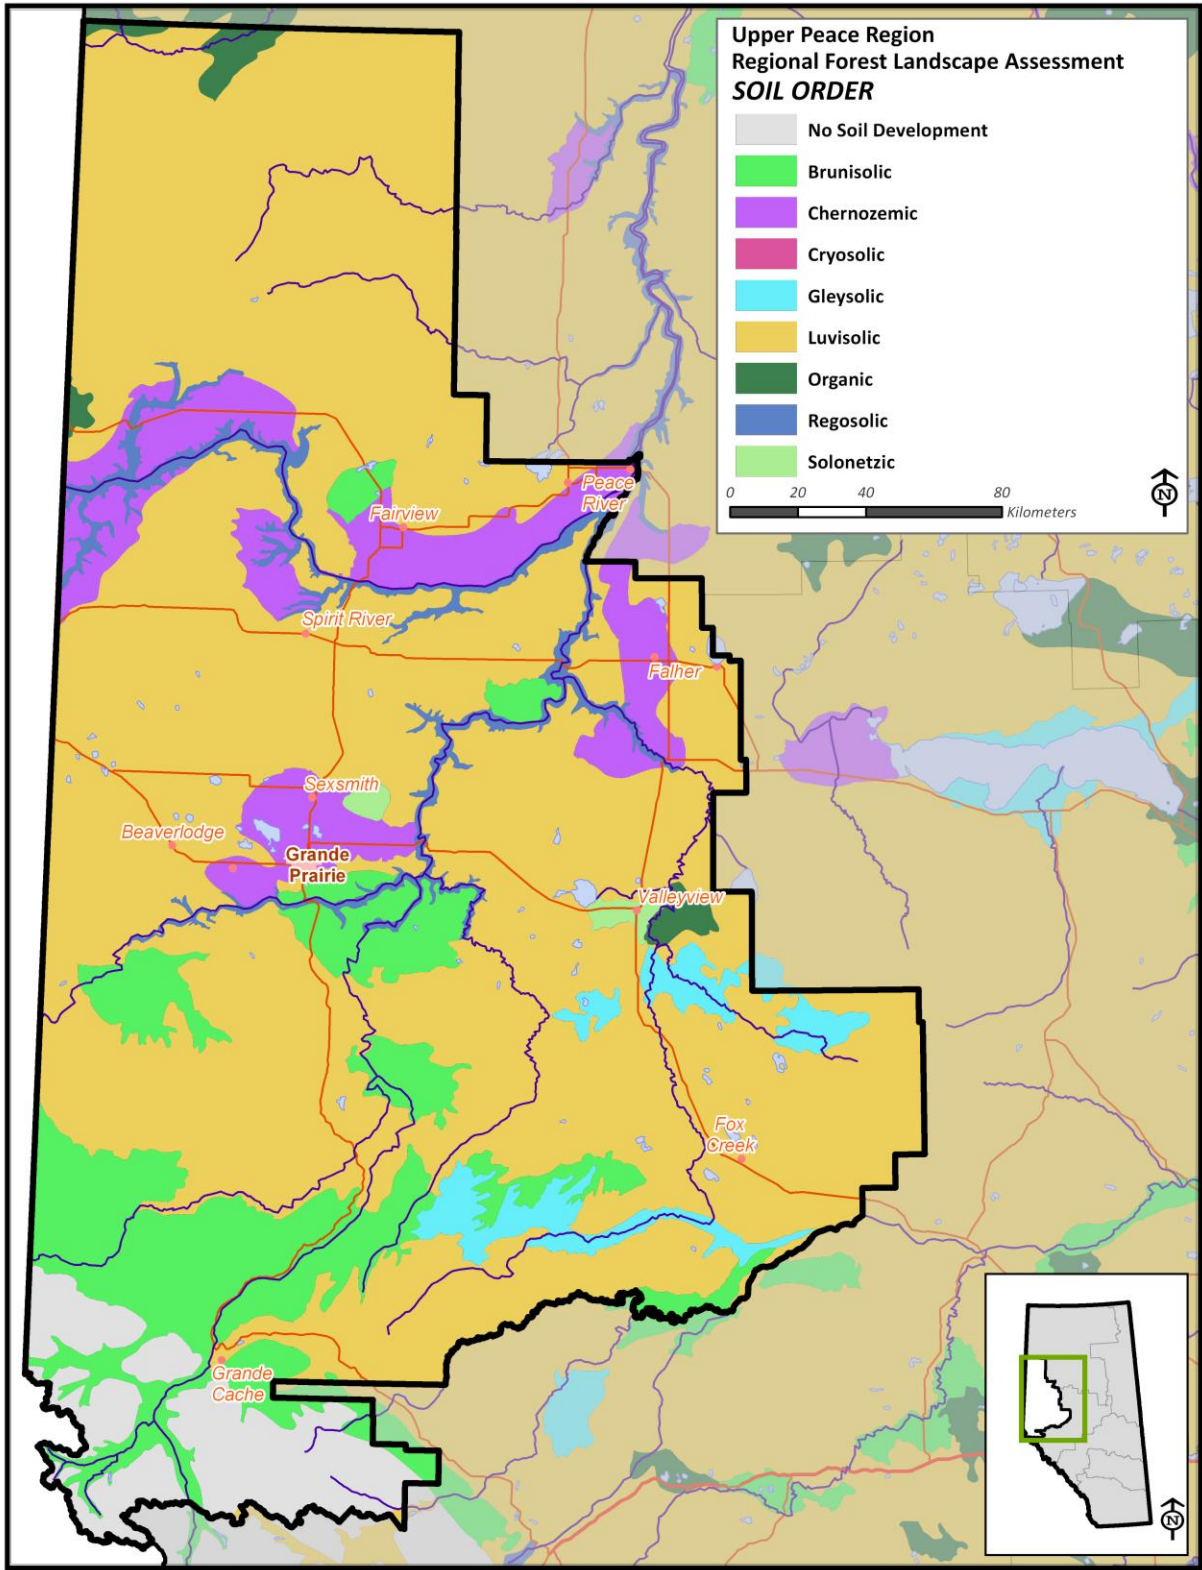 Upper Peace Region
Regional Forest Landscape Assessment
SOIL ORDER
No Soil Development
Brunisolic
Chernozemic
Cryosolic
Gleysolic
Luvisolic
Organic
Regosolic
Solonetzic
0 20 40 80
Kilometers
N
Peace
River
Fairview
Spirit River
Falher
Sexsmith
Beaverlodge
Grande
Prairie
Valleyview
Fox
Creek
Grande
Cache
N